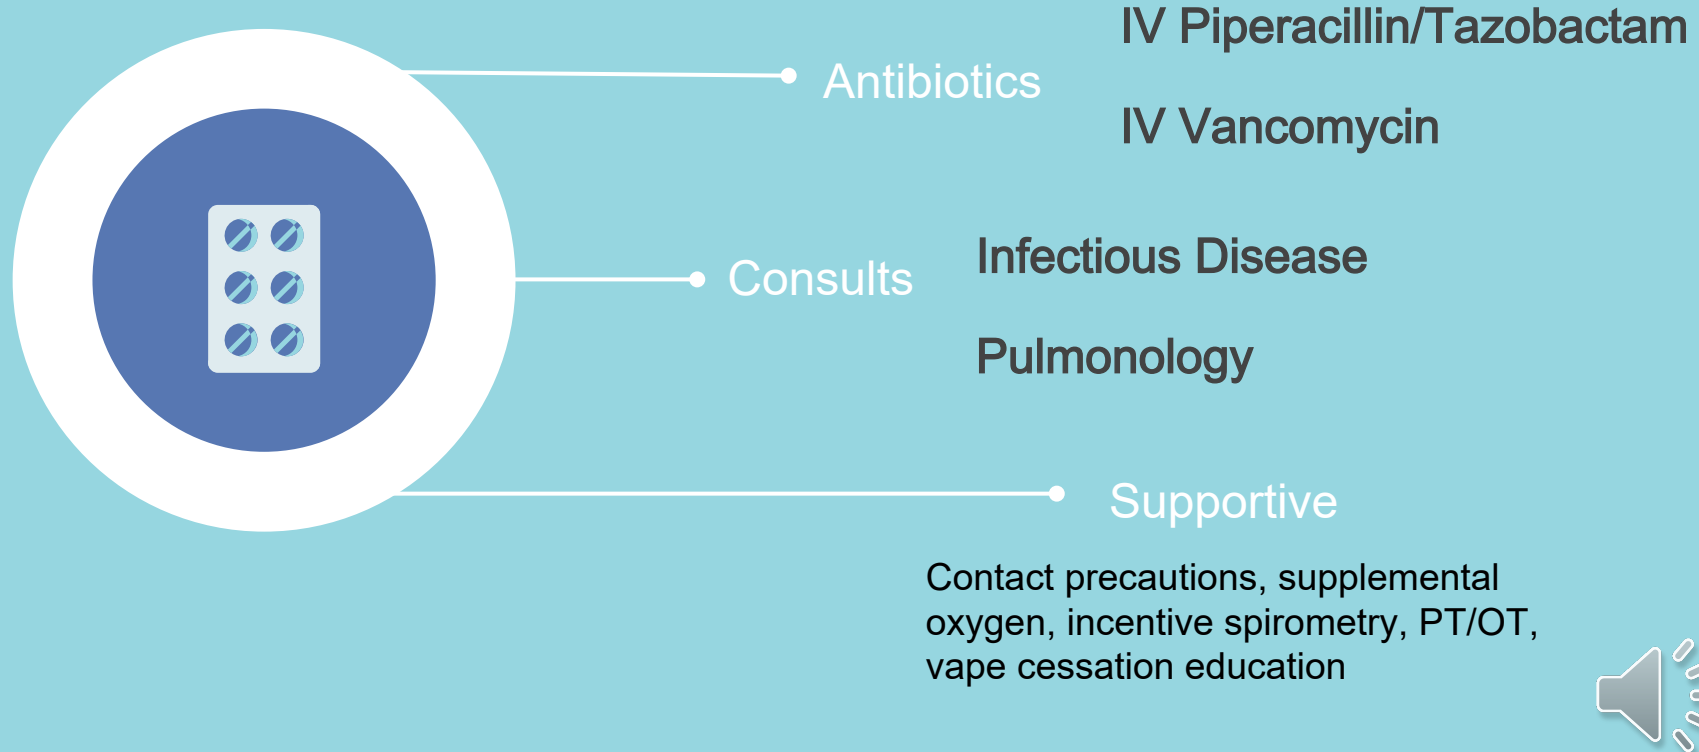 Antibiotics
IV Piperacillin/Tazobactam
IV Vancomycin
Consults
Infectious Disease
Pulmonology
Supportive
Contact precautions, supplemental
oxygen, incentive spirometry, PT/OT,
vape cessation education